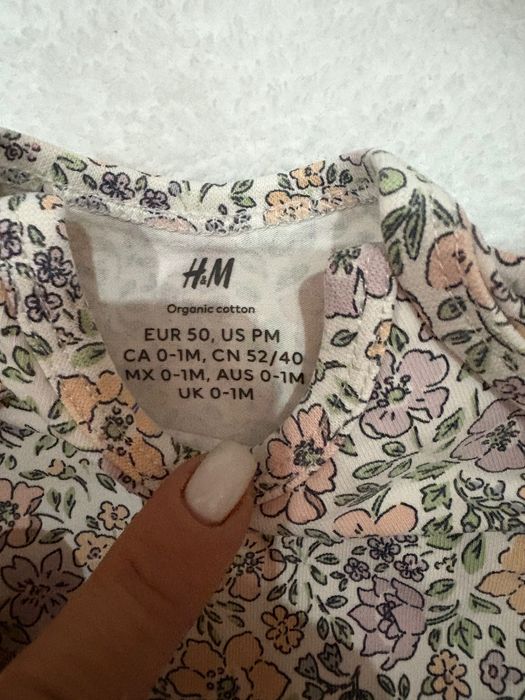 H&M
Organic cotton
EUR 50, US PM
CA 0-1M, CN 52/40
MX 0-1M, AUS 0-1M
UK 0-1M